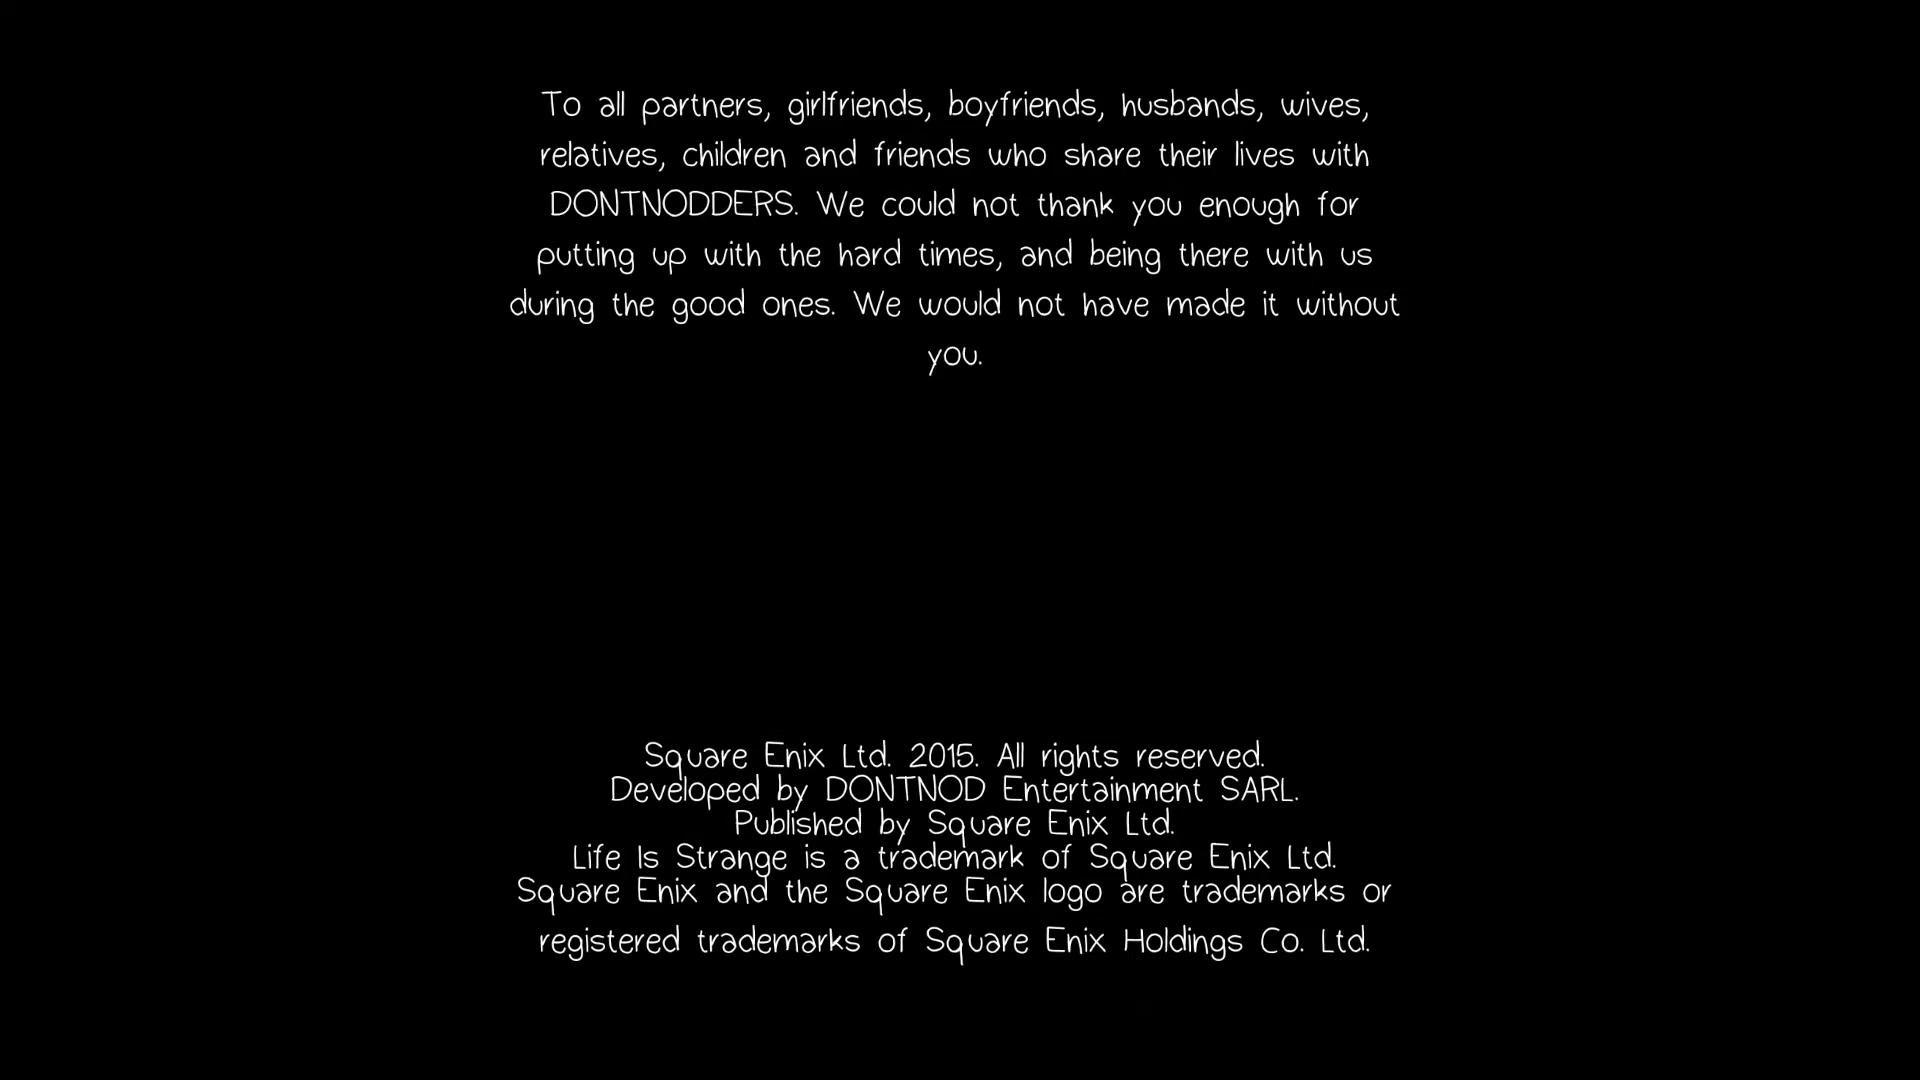 To all partners, girlfriends, boyfriends, husbands, wives,
relatives, children and friends who share their lives with
DONTNODDERS. We could not thank you enough for
putting up with the hard times, and being there with us
during the good ones. We would not have made it without
you.
Square Enix Ltd. 2015. All rights reserved.
Developed by DONTNOD Entertainment SARL.
Published by Square Enix Ltd.
Life Is Strange is a trademark of Square Enix Ltd.
Square Enix and the Square Enix logo are trademarks or
registered trademarks of Square Enix Holdings Co. Ltd.